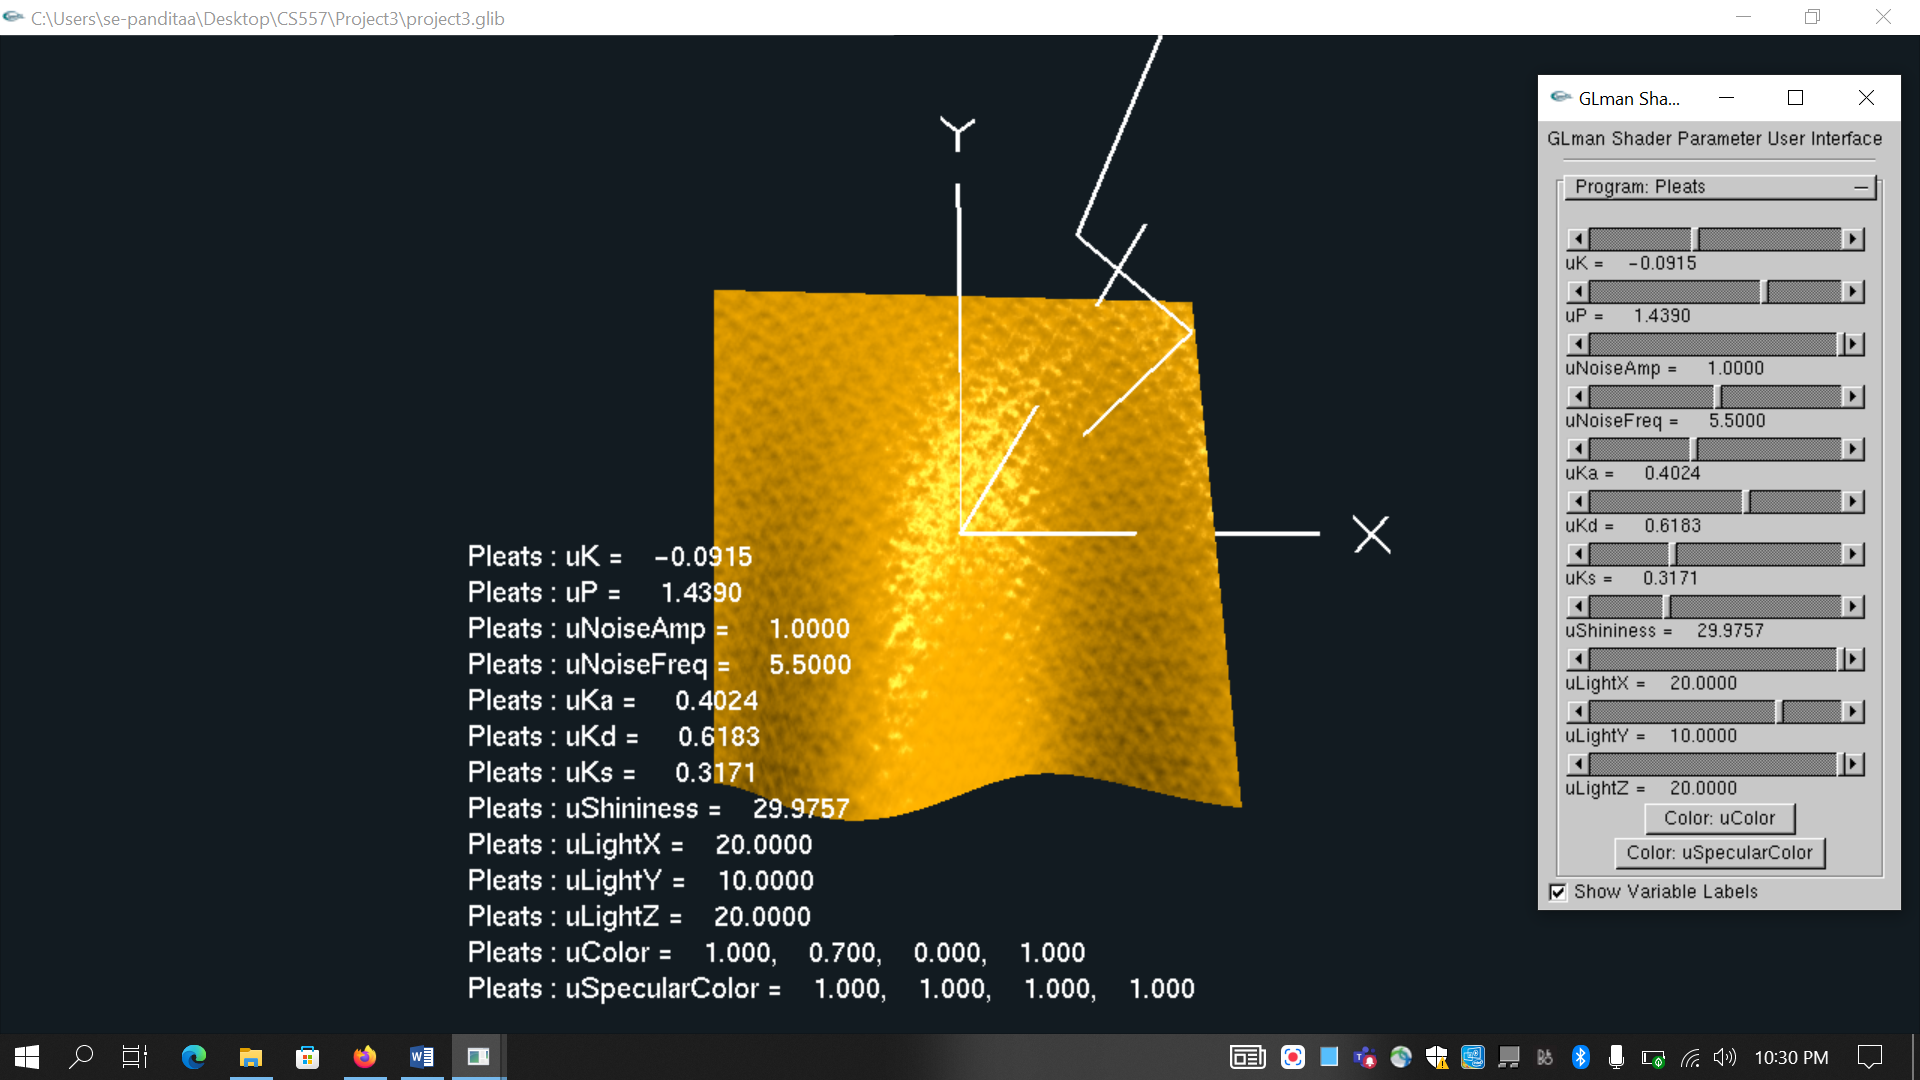 C:\Users\se-panditaa\Desktop\CS557\Project3\project3.glib
Y
X
Pleats : uK = -0.0915
Pleats : uP = 1.4390
Pleats : uNoiseAmp = 1.0000
Pleats : uNoiseFreq = 5.5000
Pleats : uKa = 0.4024
Pleats : uKd = 0.6183
Pleats : uKs = 0.3171
Pleats : uShininess = 29.9757
Pleats : uLightX = 20.0000
Pleats : uLightY = 10.0000
Pleats : uLightZ = 20.0000
Pleats : uColor = 1.000, 0.700, 0.000, 1.000
Pleats : uSpecularColor = 1.000, 1.000, 1.000, 1.000
GLman Sha...
GLman Shader Parameter User Interface
Program: Pleats
uK = -0.0915
uP = 1.4390
uNoiseAmp = 1.0000
uNoiseFreq = 5.5000
uKa = 0.4024
uKd = 0.6183
uKs = 0.3171
uShininess = 29.9757
uLightX = 20.0000
uLightY = 10.0000
uLightZ = 20.0000
Color: uColor
Color: uSpecularColor
Show Variable Labels
10:30 PM